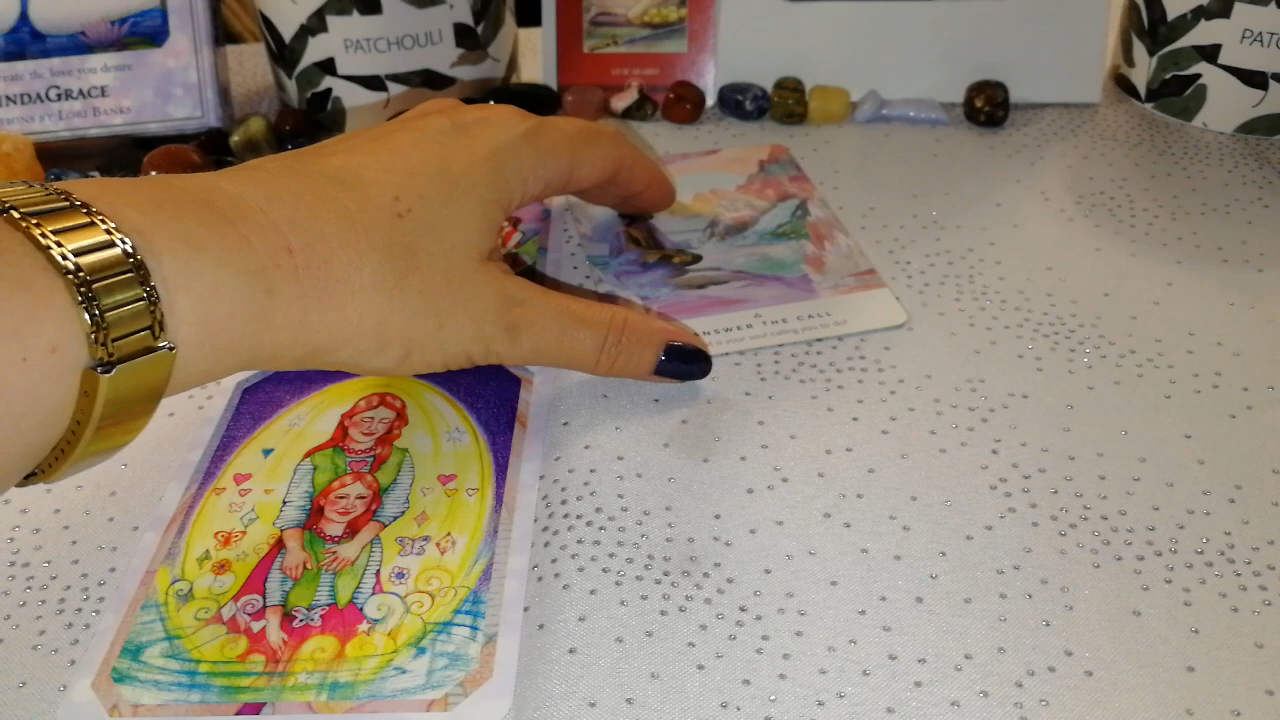 PATCHOULI
create the love you desire
INDAGRACE
TIONS BY LORI BANKS
PATC
ANSWER THE CALL
is your soul calling you to do?